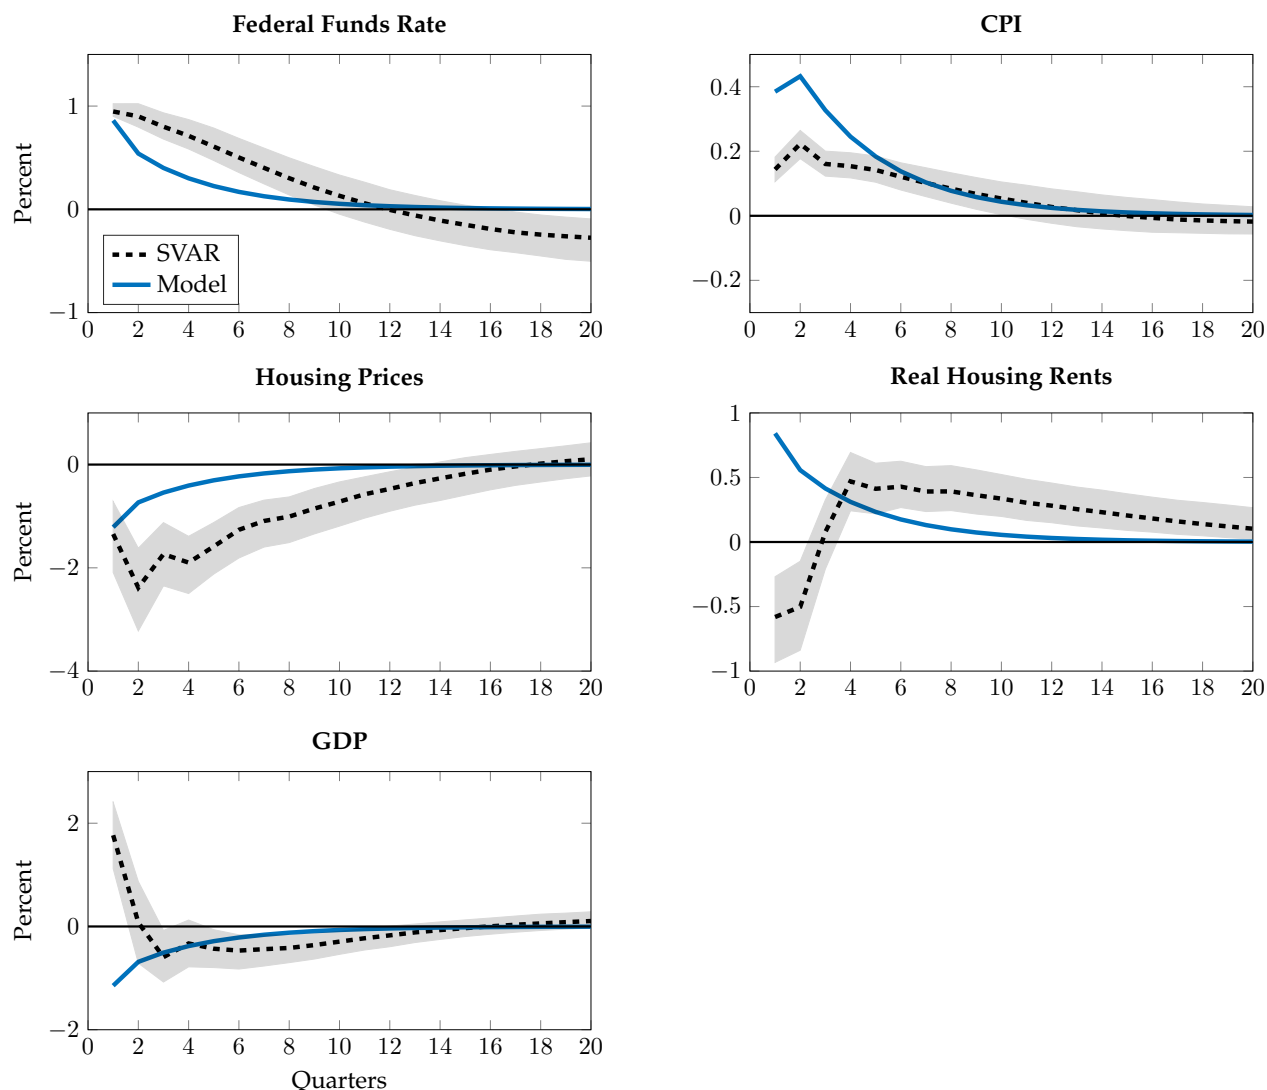 Federal Funds Rate
Percent
1
0
−1
SVAR
Model
0 2 4 6 8 10 12 14 16 18 20
CPI
0.4
0.2
0
−0.2
0 2 4 6 8 10 12 14 16 18 20
Housing Prices
Percent
0
−2
−4
0 2 4 6 8 10 12 14 16 18 20
Real Housing Rents
1
0.5
0
−0.5
−1
0 2 4 6 8 10 12 14 16 18 20
GDP
Percent
2
0
−2
0 2 4 6 8 10 12 14 16 18 20
Quarters